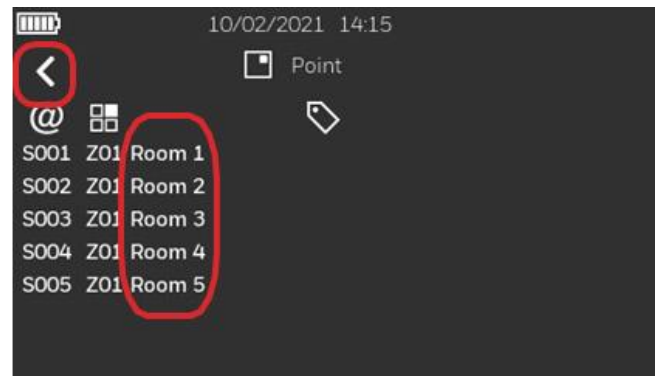 10/02/2021 14:15
Point
@
S001 Z01 Room 1
S002 Z01 Room 2
S003 Z01 Room 3
S004 Z01 Room 4
S005 Z01 Room 5